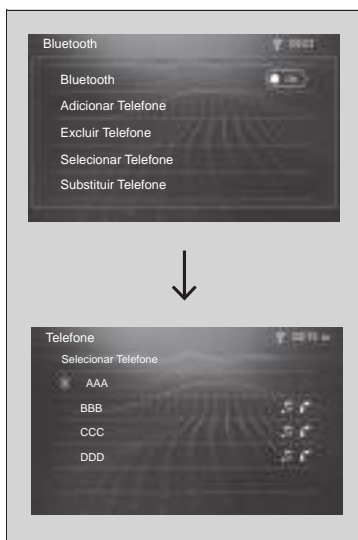 Bluetooth
Bluetooth
Adicionar Telefone
Excluir Telefone
Selecionar Telefone
Substituir Telefone
Telefone
Selecionar Telefone
AAA
BBB
CCC
DDD